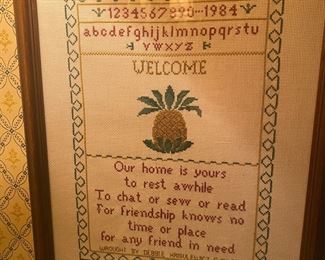 1234567890...1984
abcdefghijklmnopqrstu
vwxyz
WELCOME
Our home is yours
to rest awhile
To chat or sew or read
For friendship knows no
time or place
for any friend in need
WROUGHT BY DEBBIE